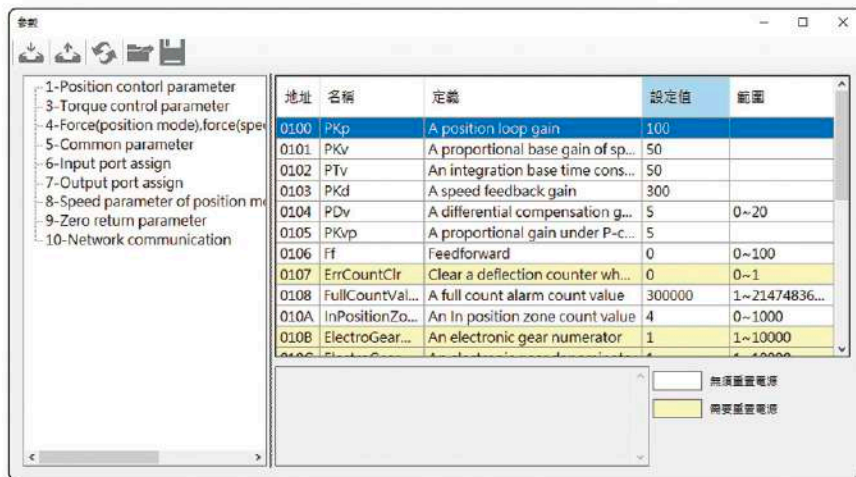 參數
1-Position contorl parameter
3-Torque control parameter
4-Force(position mode),force(spe
5-Common parameter
6-Input port assign
7-Output port assign
8-Speed parameter of position m
9-Zero return parameter
10-Network communication
地址 名稱 定義 設定值 範圍
0100 PKp A position loop gain 100
0101 PKv A proportional base gain of sp... 50
0102 PTv An integration base time cons... 50
0103 PKd A speed feedback gain 300
0104 PDv A differential compensation g... 5 0~20
0105 PKvp A proportional gain under P-c... 5
0106 Ff Feedforward 0 0~100
0107 ErrCountClr Clear a deflection counter wh... 0 0~1
0108 FullCountVal... A full count alarm count value 300000 1~21474836...
010A InPositionZo... An In position zone count value 4 0~1000
010B ElectroGear... An electronic gear numerator 1 1~10000
無須重置電源
需要重置電源